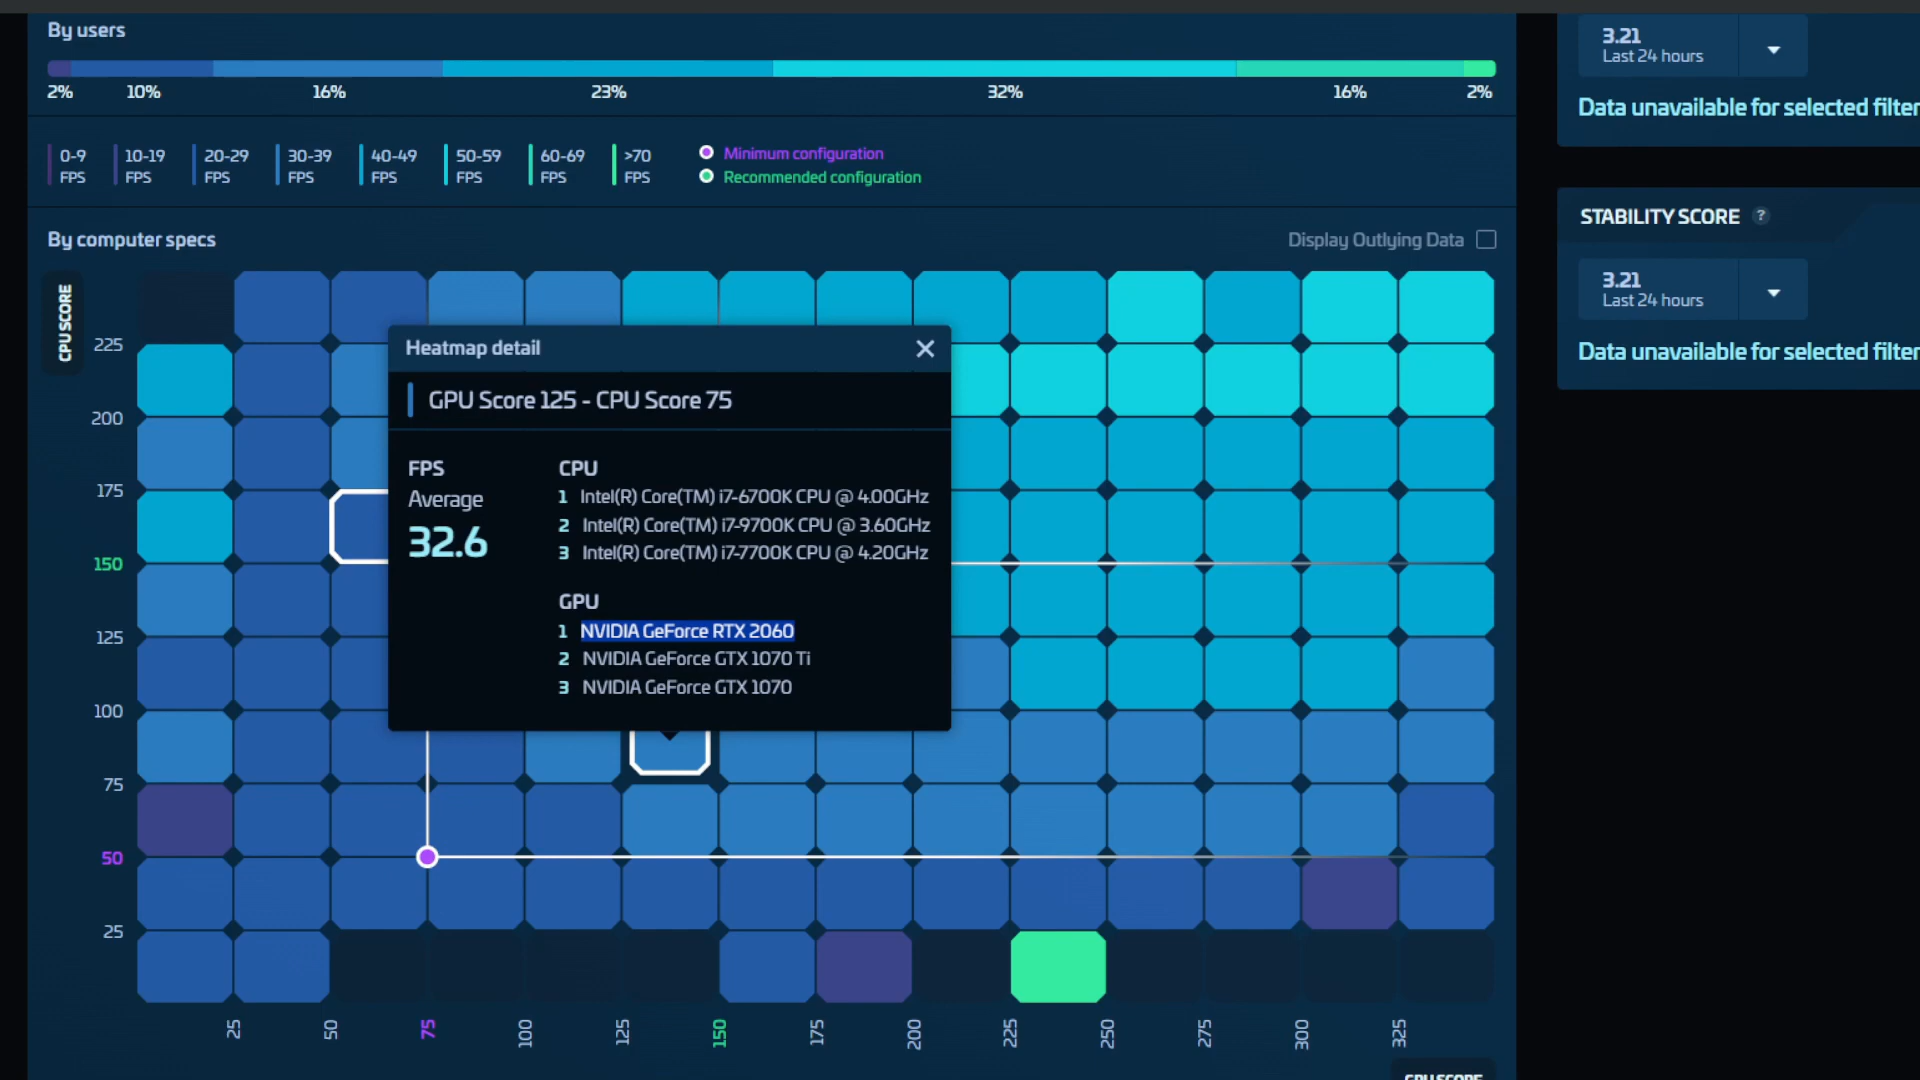 By users
2% 10% 16% 23% 32% 16% 2%
0-9 FPS
10-19 FPS
20-29 FPS
30-39 FPS
40-49 FPS
50-59 FPS
60-69 FPS
>70 FPS
Minimum configuration
Recommended configuration
By computer specs
Display Outlying Data
CPU SCORE
225
200
175
150
125
100
75
50
25
Heatmap detail
GPU Score 125 - CPU Score 75
FPS
Average
32.6
CPU
1 Intel(R) Core(TM) i7-6700K CPU @ 4.00GHz
2 Intel(R) Core(TM) i7-9700K CPU @ 3.60GHz
3 Intel(R) Core(TM) i7-7700K CPU @ 4.20GHz
GPU
1 NVIDIA GeForce RTX 2060
2 NVIDIA GeForce GTX 1070 Ti
3 NVIDIA GeForce GTX 1070
25 50 75 100 125 150 175 200 225 250 275 300 325
GPU SCORE
3.21
Last 24 hours
Data unavailable for selected filter
STABILITY SCORE ?
3.21
Last 24 hours
Data unavailable for selected filter